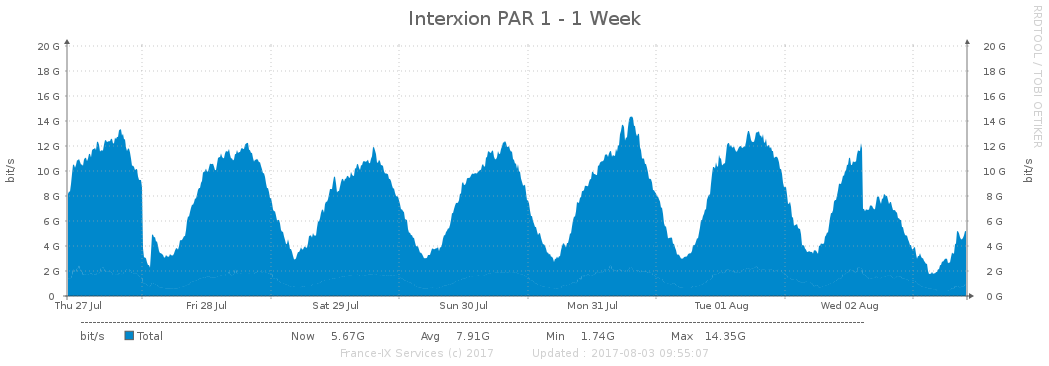 Interxion PAR 1 - 1 Week
RRDTOOL / TOBI OETIKER
20 G 20 G
18 G 18 G
16 G 16 G
14 G 14 G
12 G 12 G
10 G 10 G
8 G 8 G
6 G 6 G
4 G 4 G
2 G 2 G
0 0 G
bit/s
bit/s
Thu 27 Jul Fri 28 Jul Sat 29 Jul Sun 30 Jul Mon 31 Jul Tue 01 Aug Wed 02 Aug
bit/s Total Now 5.67G Avg 7.91G Min 1.74G Max 14.35G
France-IX Services (c) 2017 Updated : 2017-08-03 09:55:07